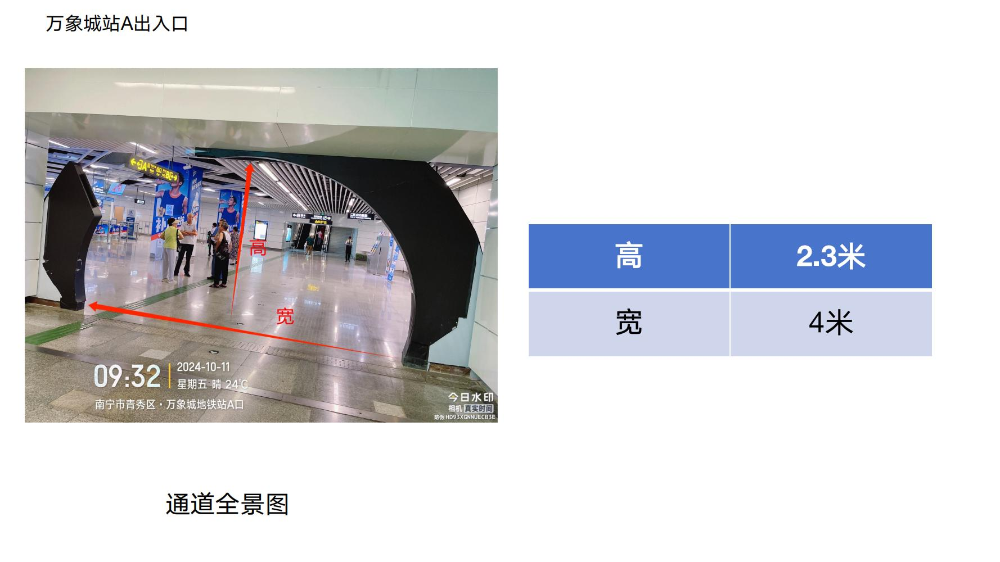 万象城站A出入口
A
B
补
高
宽
09:32
2024-10-11
星期五 晴 24℃
南宁市青秀区·万象城地铁站A口
今日水印
相机 真实时间
防伪 HD93XGNNUECB3E
高 2.3米
宽 4米
通道全景图